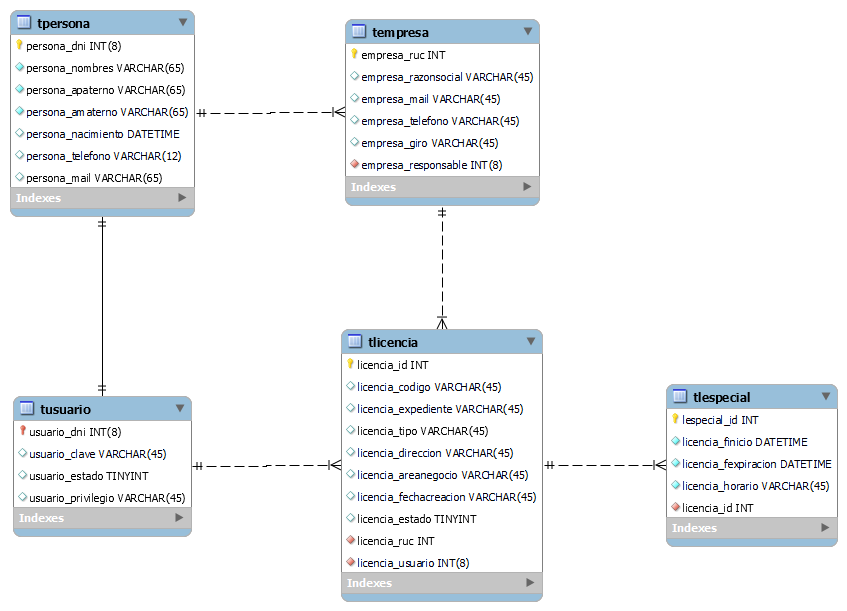 tpersona
persona_dni INT(8)
persona_nombres VARCHAR(65)
persona_apaterno VARCHAR(65)
persona_amaterno VARCHAR(65)
persona_nacimiento DATETIME
persona_telefono VARCHAR(12)
persona_mail VARCHAR(65)
Indexes
tempresa
empresa_ruc INT
empresa_razonsocial VARCHAR(45)
empresa_mail VARCHAR(45)
empresa_telefono VARCHAR(45)
empresa_giro VARCHAR(45)
empresa_responsable INT(8)
Indexes
tusuario
usuario_dni INT(8)
usuario_clave VARCHAR(45)
usuario_estado TINYINT
usuario_privilegio VARCHAR(45)
Indexes
tlicencia
licencia_id INT
licencia_codigo VARCHAR(45)
licencia_expediente VARCHAR(45)
licencia_tipo VARCHAR(45)
licencia_direccion VARCHAR(45)
licencia_areanegocio VARCHAR(45)
licencia_fechacreacion VARCHAR(45)
licencia_estado TINYINT
licencia_ruc INT
licencia_usuario INT(8)
Indexes
tlespecial
lespecial_id INT
licencia_finicio DATETIME
licencia_fexpiracion DATETIME
licencia_horario VARCHAR(45)
licencia_id INT
Indexes